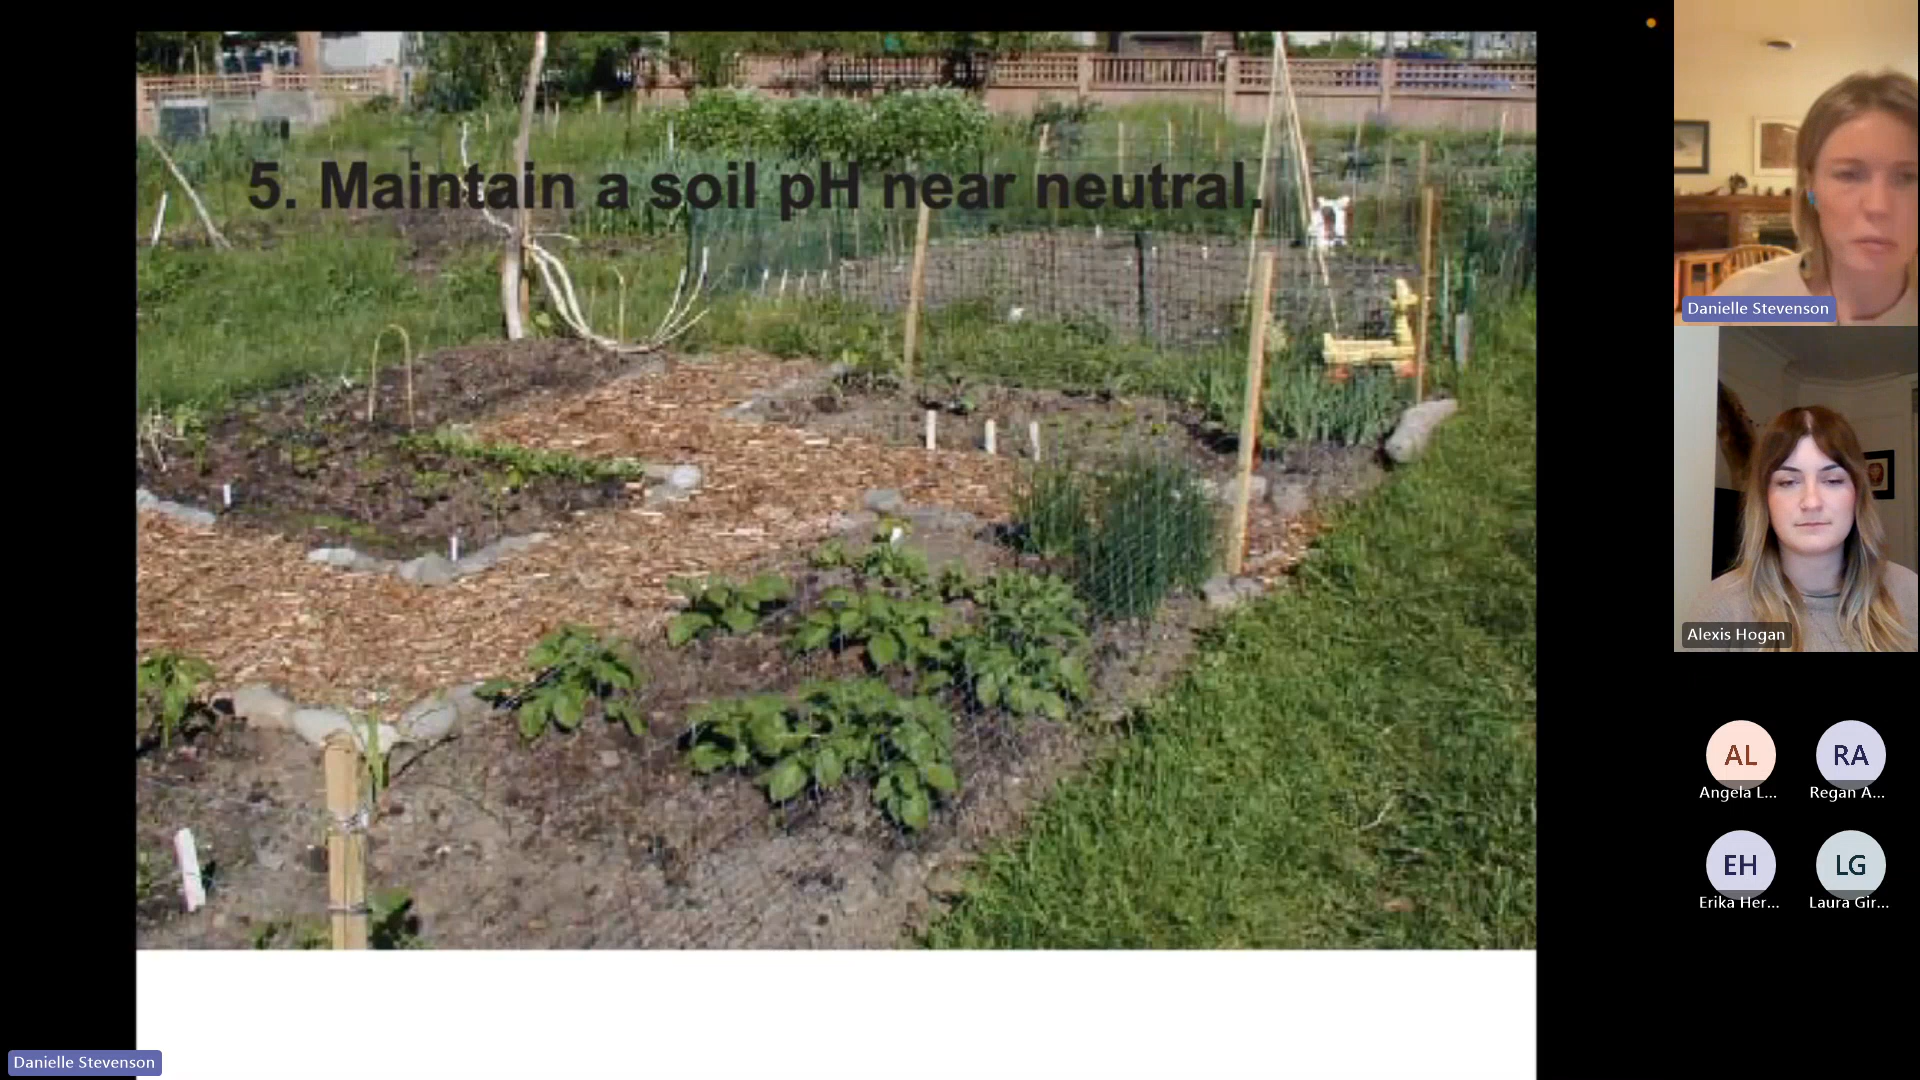 5. Maintain a soil pH near neutral.
Danielle Stevenson
Alexis Hogan
AL
RA
Angela L...
Regan A...
EH
LG
Erika Her...
Laura Gir...
Danielle Stevenson